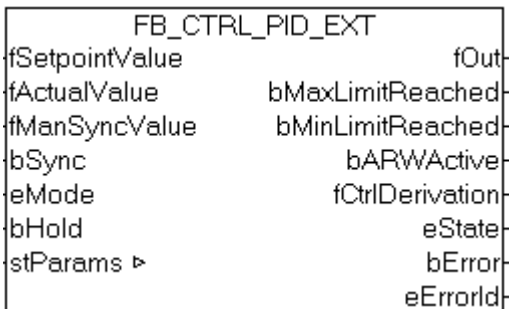 FB_CTRL_PID_EXT
fSetpointValue fOut
fActualValue bMaxLimitReached
fManSyncValue bMinLimitReached
bSync bARWActive
eMode fCtrlDerivation
bHold eState
stParams ▹ bError
eErrorId